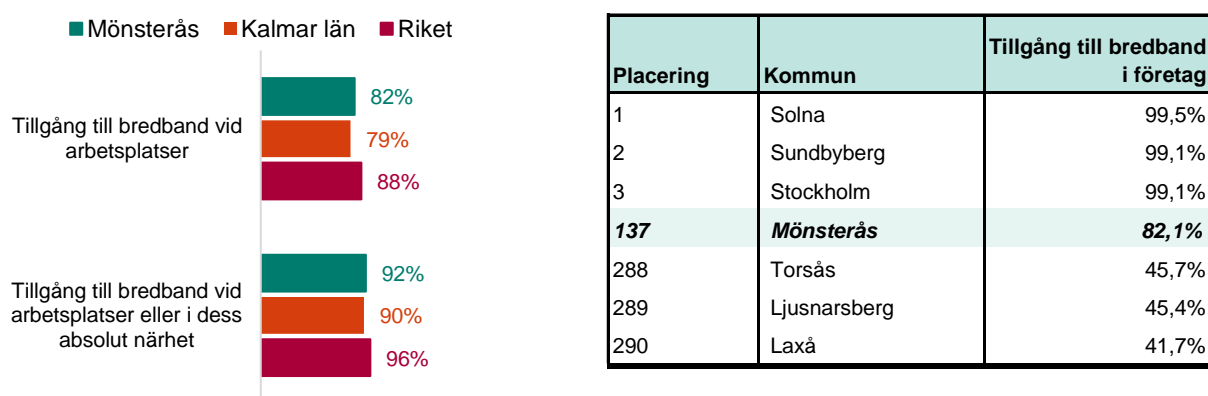 Mönsterås Kalmar län Riket
Tillgång till bredband vid
arbetsplatser
82%
79%
88%
Tillgång till bredband vid
arbetsplatser eller i dess
absolut närhet
92%
90%
96%
Placering Kommun Tillgång till bredband
i företag
1 Solna 99,5%
2 Sundbyberg 99,1%
3 Stockholm 99,1%
137 Mönsterås 82,1%
288 Torsås 45,7%
289 Ljusnarsberg 45,4%
290 Laxå 41,7%